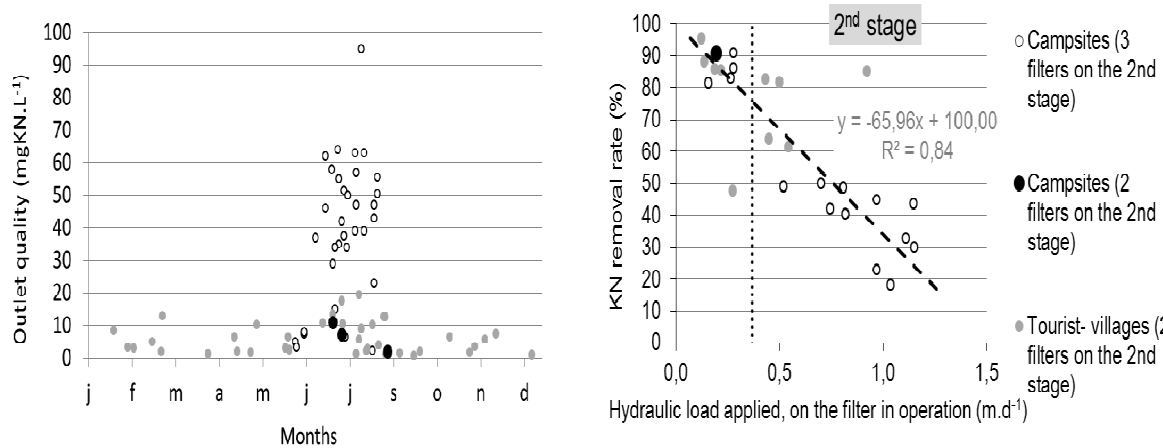 Outlet quality (mgKN.L-1)
100
90
80
70
60
50
40
30
20
10
0
j f m a m j j s o n d
Months
2nd stage
KN removal rate (%)
100
90
80
70
60
50
40
30
20
10
0
y = -65,96x + 100,00
R² = 0,84
0,0 0,5 1,0 1,5
Hydraulic load applied, on the filter in operation (m.d-1)
Campsites (3
filters on the 2nd
stage)
Campsites (2
filters on the 2nd
stage)
Tourist- villages (2
filters on the 2nd
stage)